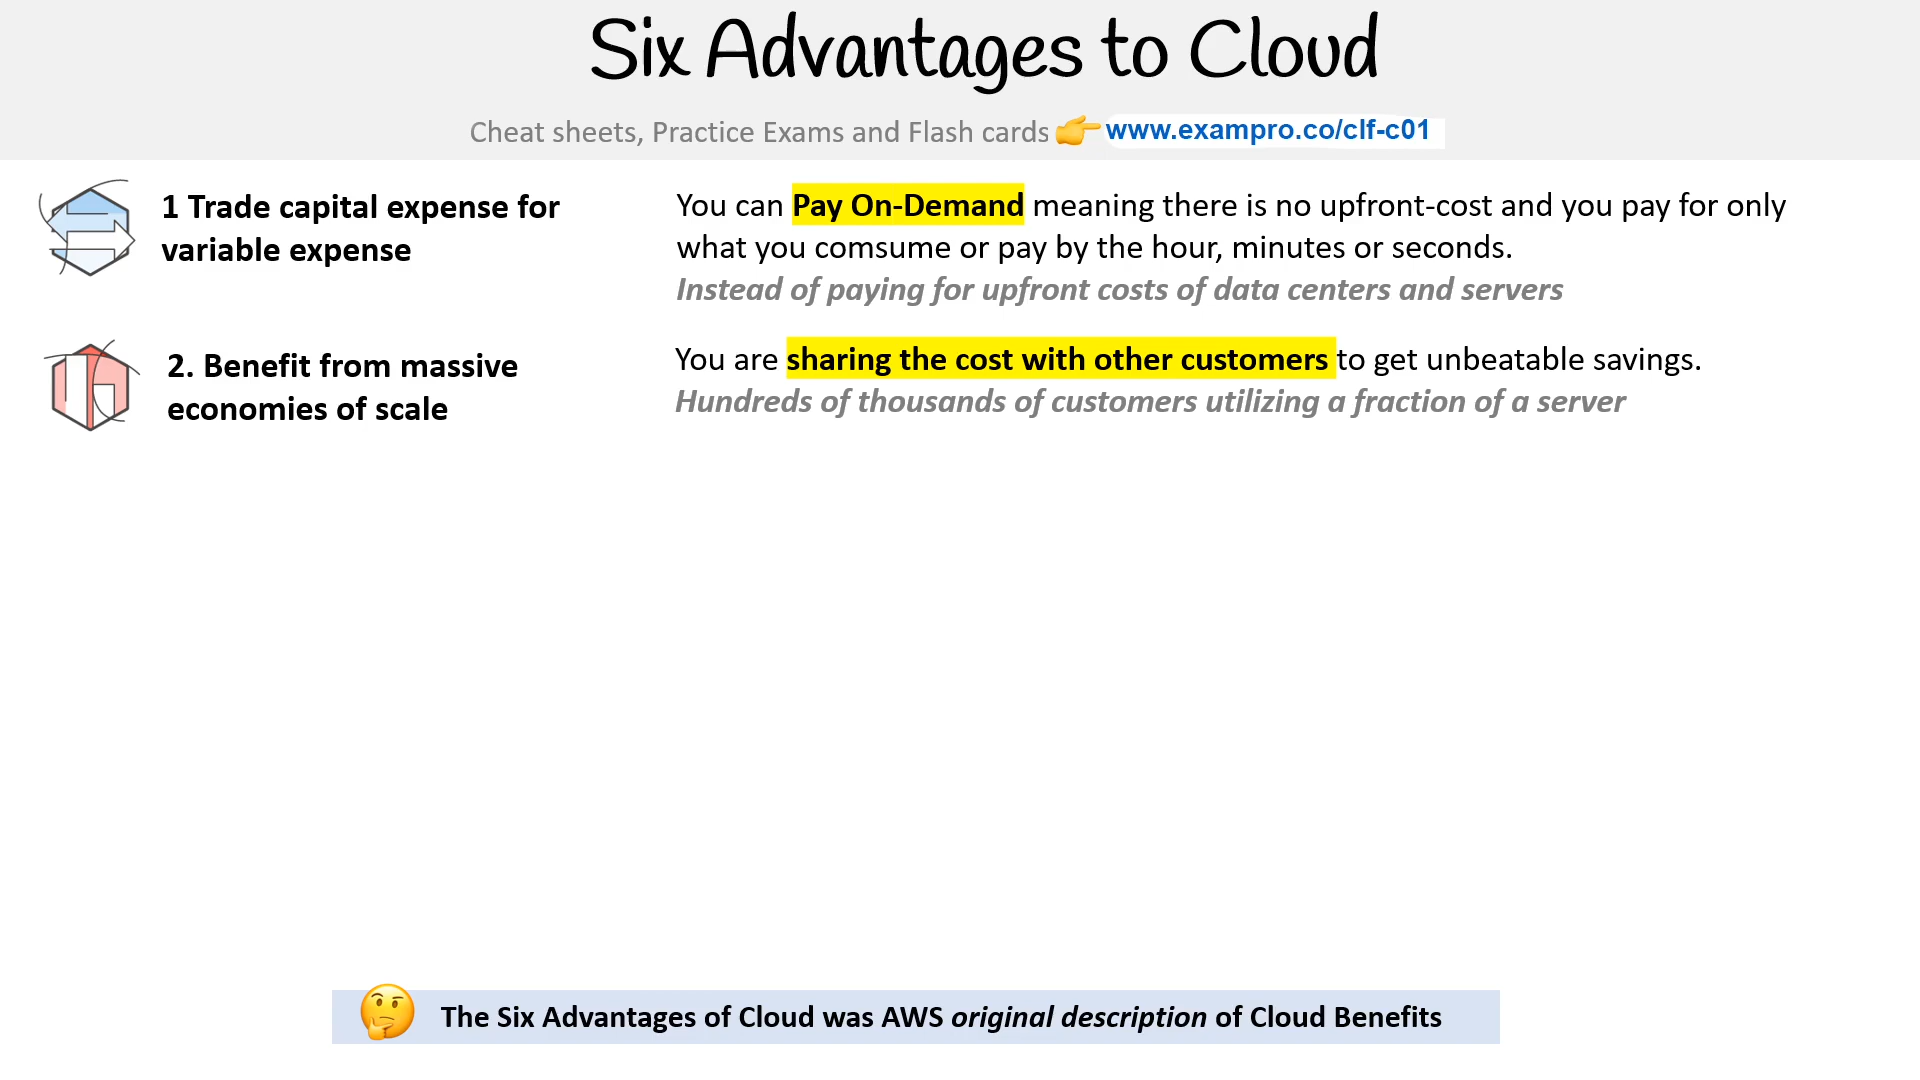 Six Advantages to Cloud
Cheat sheets, Practice Exams and Flash cards 👉 www.exampro.co/clf-c01
1 Trade capital expense for
variable expense
You can Pay On-Demand meaning there is no upfront-cost and you pay for only
what you comsume or pay by the hour, minutes or seconds.
Instead of paying for upfront costs of data centers and servers
2. Benefit from massive
economies of scale
You are sharing the cost with other customers to get unbeatable savings.
Hundreds of thousands of customers utilizing a fraction of a server
The Six Advantages of Cloud was AWS original description of Cloud Benefits